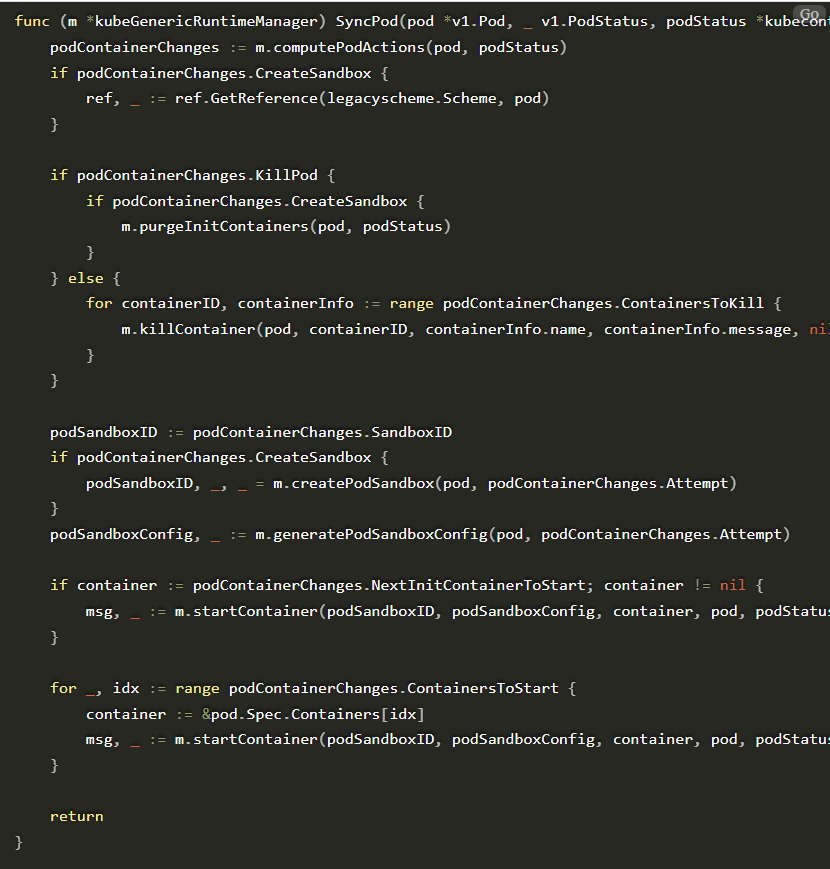 Go
func (m *kubeGenericRuntimeManager) SyncPod(pod *v1.Pod, _ v1.PodStatus, podStatus *kubecont
    podContainerChanges := m.computePodActions(pod, podStatus)
    if podContainerChanges.CreateSandbox {
        ref, _ := ref.GetReference(legacyscheme.Scheme, pod)
    }

    if podContainerChanges.KillPod {
        if podContainerChanges.CreateSandbox {
            m.purgeInitContainers(pod, podStatus)
        }
    } else {
        for containerID, containerInfo := range podContainerChanges.ContainersToKill {
            m.killContainer(pod, containerID, containerInfo.name, containerInfo.message, nil
        }
    }

    podSandboxID := podContainerChanges.SandboxID
    if podContainerChanges.CreateSandbox {
        podSandboxID, _, _ = m.createPodSandbox(pod, podContainerChanges.Attempt)
    }
    podSandboxConfig, _ := m.generatePodSandboxConfig(pod, podContainerChanges.Attempt)

    if container := podContainerChanges.NextInitContainerToStart; container != nil {
        msg, _ := m.startContainer(podSandboxID, podSandboxConfig, container, pod, podStatus
    }

    for _, idx := range podContainerChanges.ContainersToStart {
        container := &pod.Spec.Containers[idx]
        msg, _ := m.startContainer(podSandboxID, podSandboxConfig, container, pod, podStatus
    }

    return
}